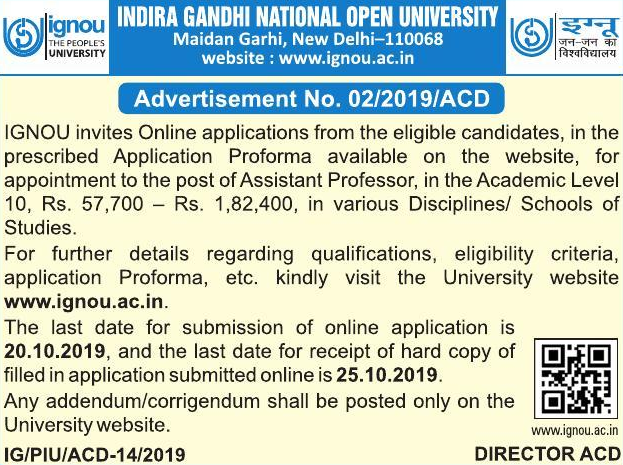 ignou
THE PEOPLE'S
UNIVERSITY
INDIRA GANDHI NATIONAL OPEN UNIVERSITY
Maidan Garhi, New Delhi–110068
website : www.ignou.ac.in
इग्नू
जन-जन का
विश्वविद्यालय
Advertisement No. 02/2019/ACD
IGNOU invites Online applications from the eligible candidates, in the
prescribed Application Proforma available on the website, for
appointment to the post of Assistant Professor, in the Academic Level
10, Rs. 57,700 – Rs. 1,82,400, in various Disciplines/ Schools of
Studies.
For further details regarding qualifications, eligibility criteria,
application Proforma, etc. kindly visit the University website
www.ignou.ac.in.
The last date for submission of online application is
20.10.2019, and the last date for receipt of hard copy of
filled in application submitted online is 25.10.2019.
Any addendum/corrigendum shall be posted only on the
University website.
www.ignou.ac.in
IG/PIU/ACD-14/2019
DIRECTOR ACD